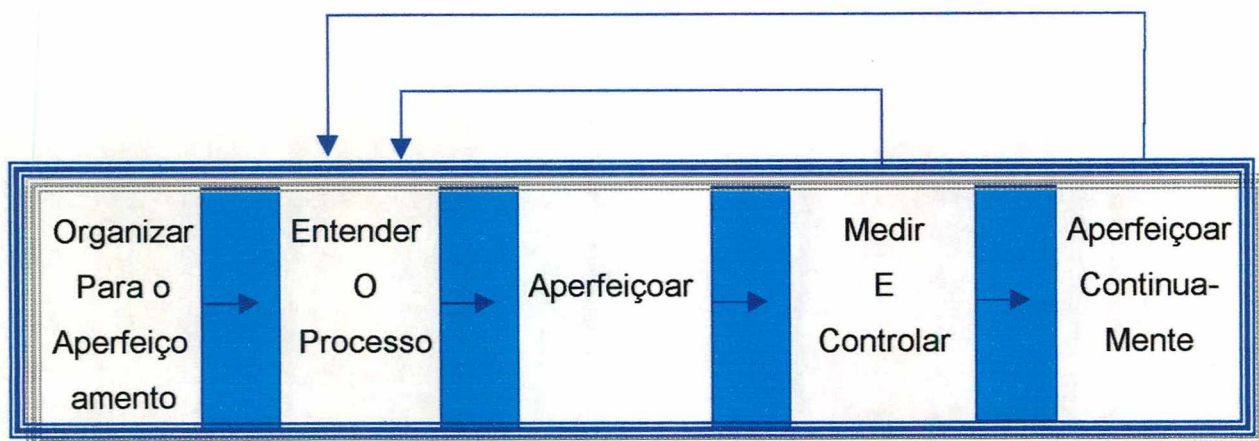 Organizar
Para o
Aperfeiço
amento
Entender
O
Processo
Aperfeiçoar
Medir
E
Controlar
Aperfeiçoar
Continua-
Mente